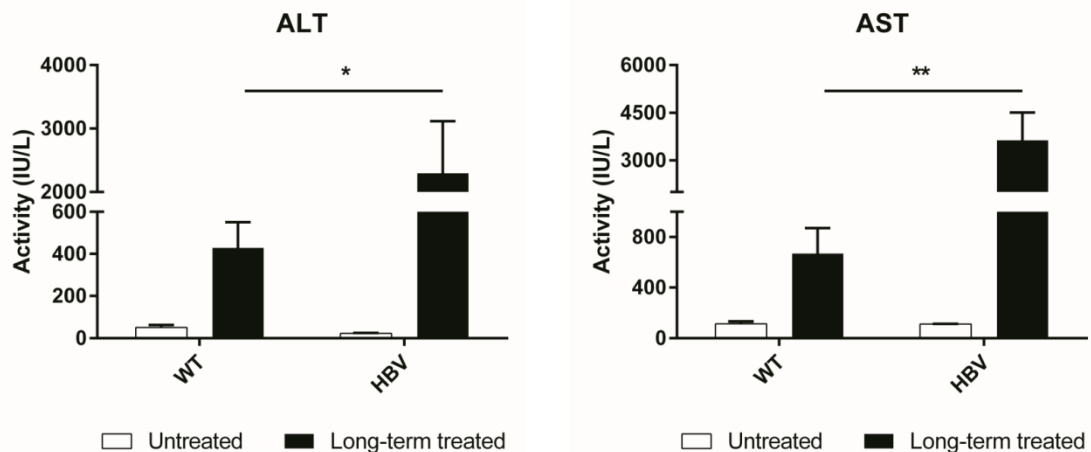 ALT
4000
*
3000
2000
600
400
200
0
Activity (IU/L)
WT
HBV
Untreated
Long-term treated
AST
6000
**
4500
3000
800
400
0
Activity (IU/L)
WT
HBV
Untreated
Long-term treated